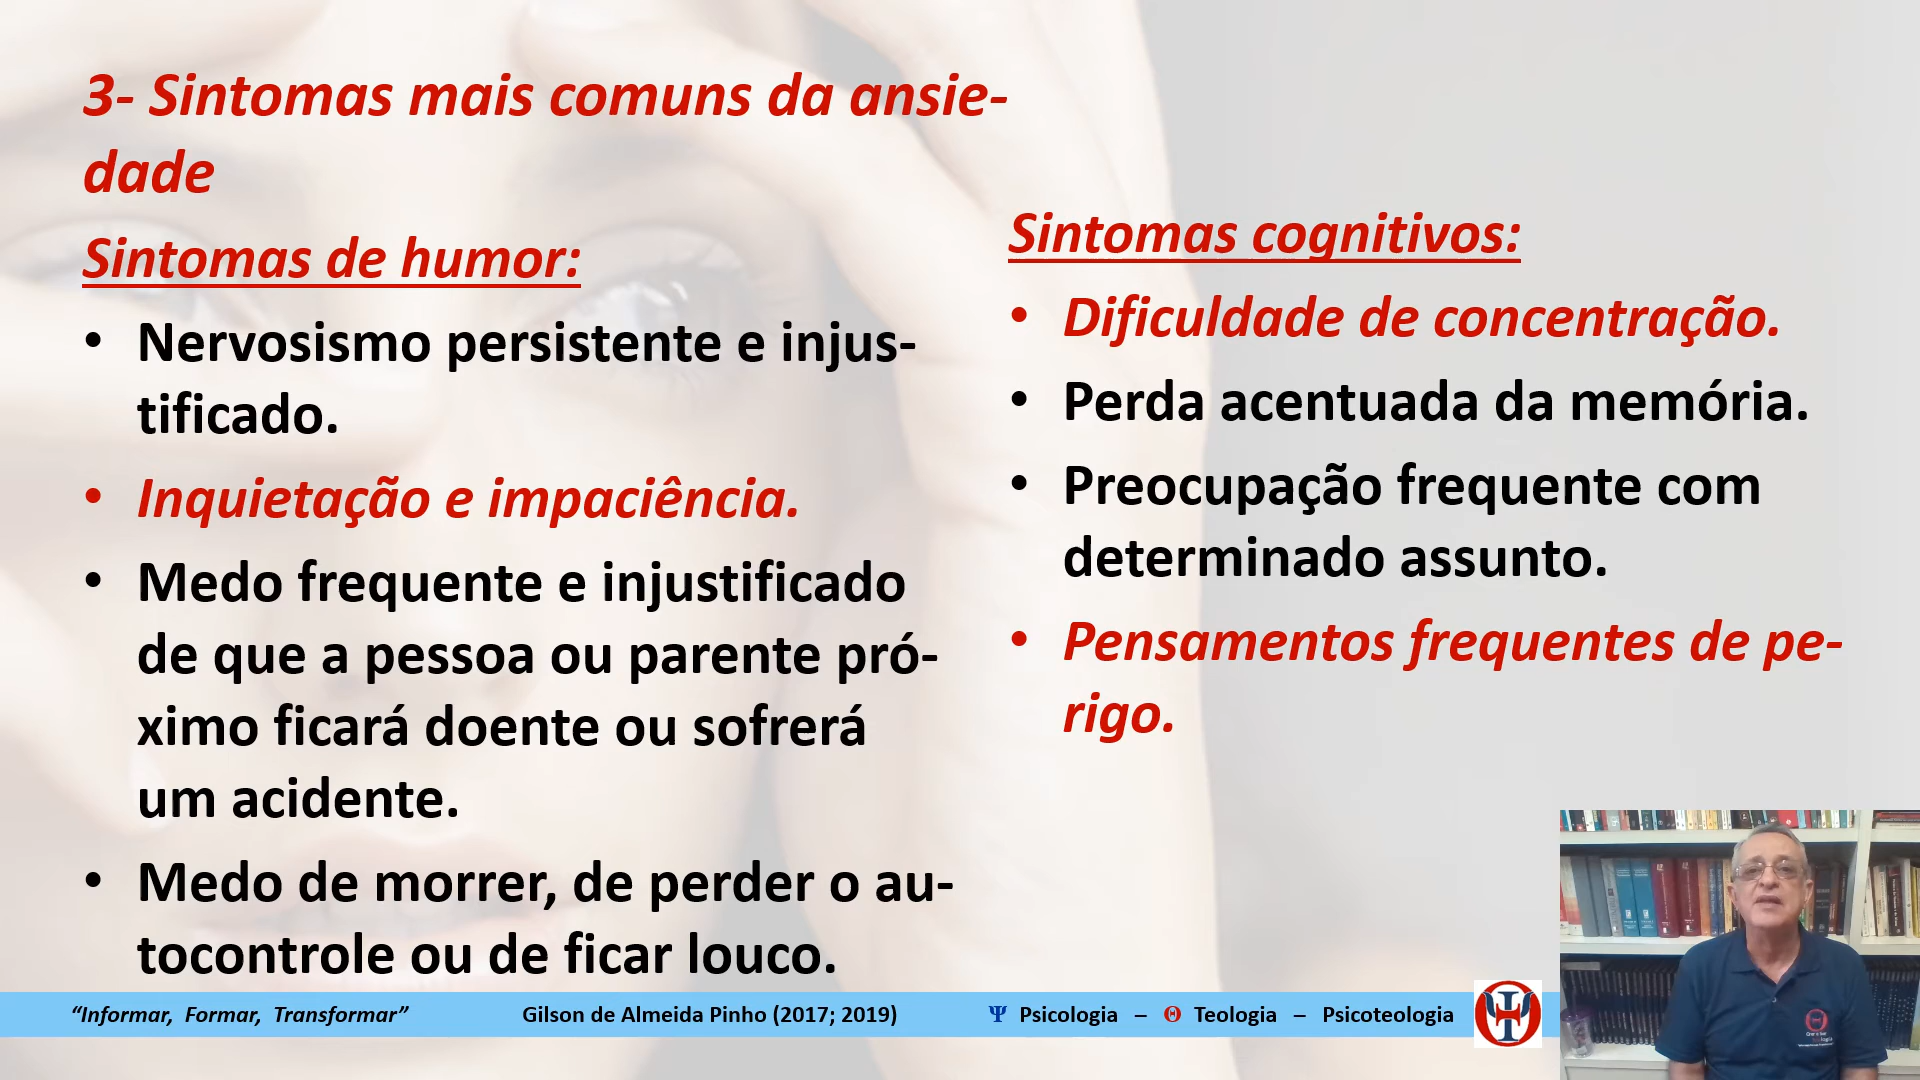 3- Sintomas mais comuns da ansie-
dade
Sintomas de humor:
• Nervosismo persistente e injus-
tificado.
• Inquietação e impaciência.
• Medo frequente e injustificado
de que a pessoa ou parente pró-
ximo ficará doente ou sofrerá
um acidente.
• Medo de morrer, de perder o au-
tocontrole ou de ficar louco.
Sintomas cognitivos:
• Dificuldade de concentração.
• Perda acentuada da memória.
• Preocupação frequente com
determinado assunto.
• Pensamentos frequentes de pe-
rigo.
“Informar, Formar, Transformar” Gilson de Almeida Pinho (2017; 2019) Ψ Psicologia – Θ Teologia – Psicoteologia